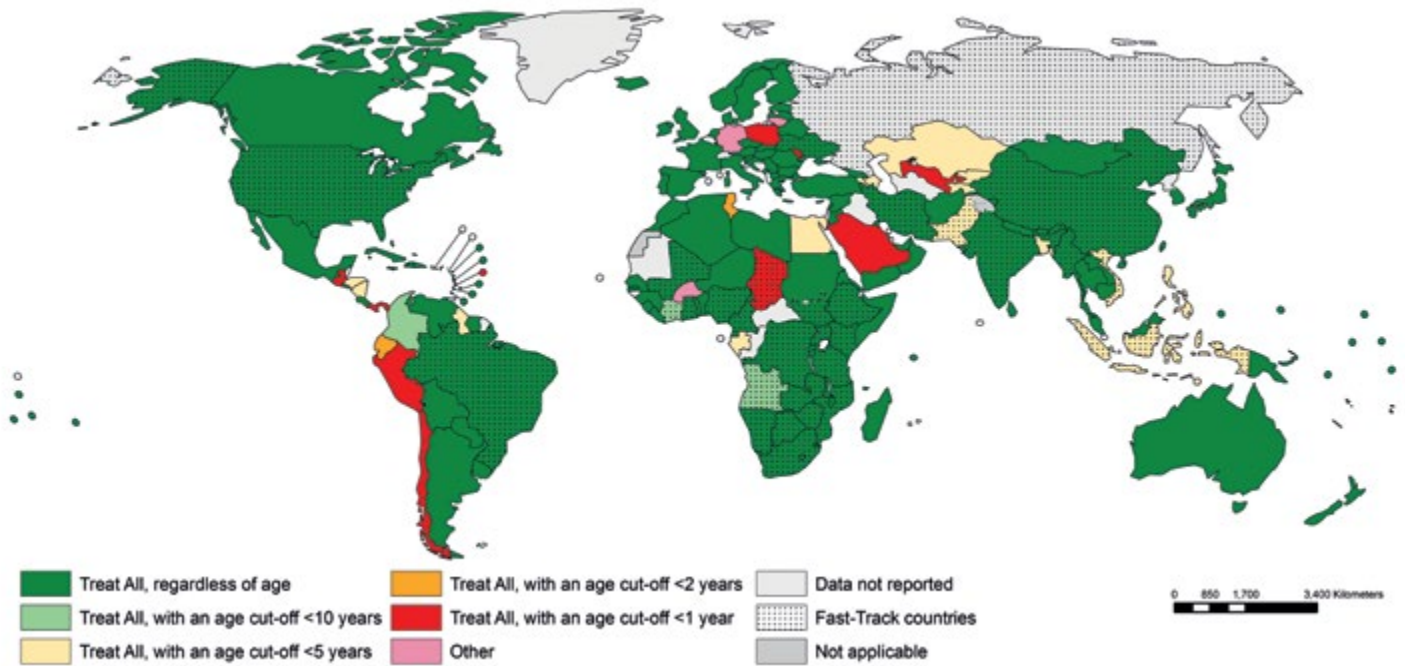 Treat All, regardless of age
Treat All, with an age cut-off <10 years
Treat All, with an age cut-off <5 years
Treat All, with an age cut-off <2 years
Treat All, with an age cut-off <1 year
Other
Data not reported
Fast-Track countries
Not applicable
0 850 1,700 3,400 Kilometers